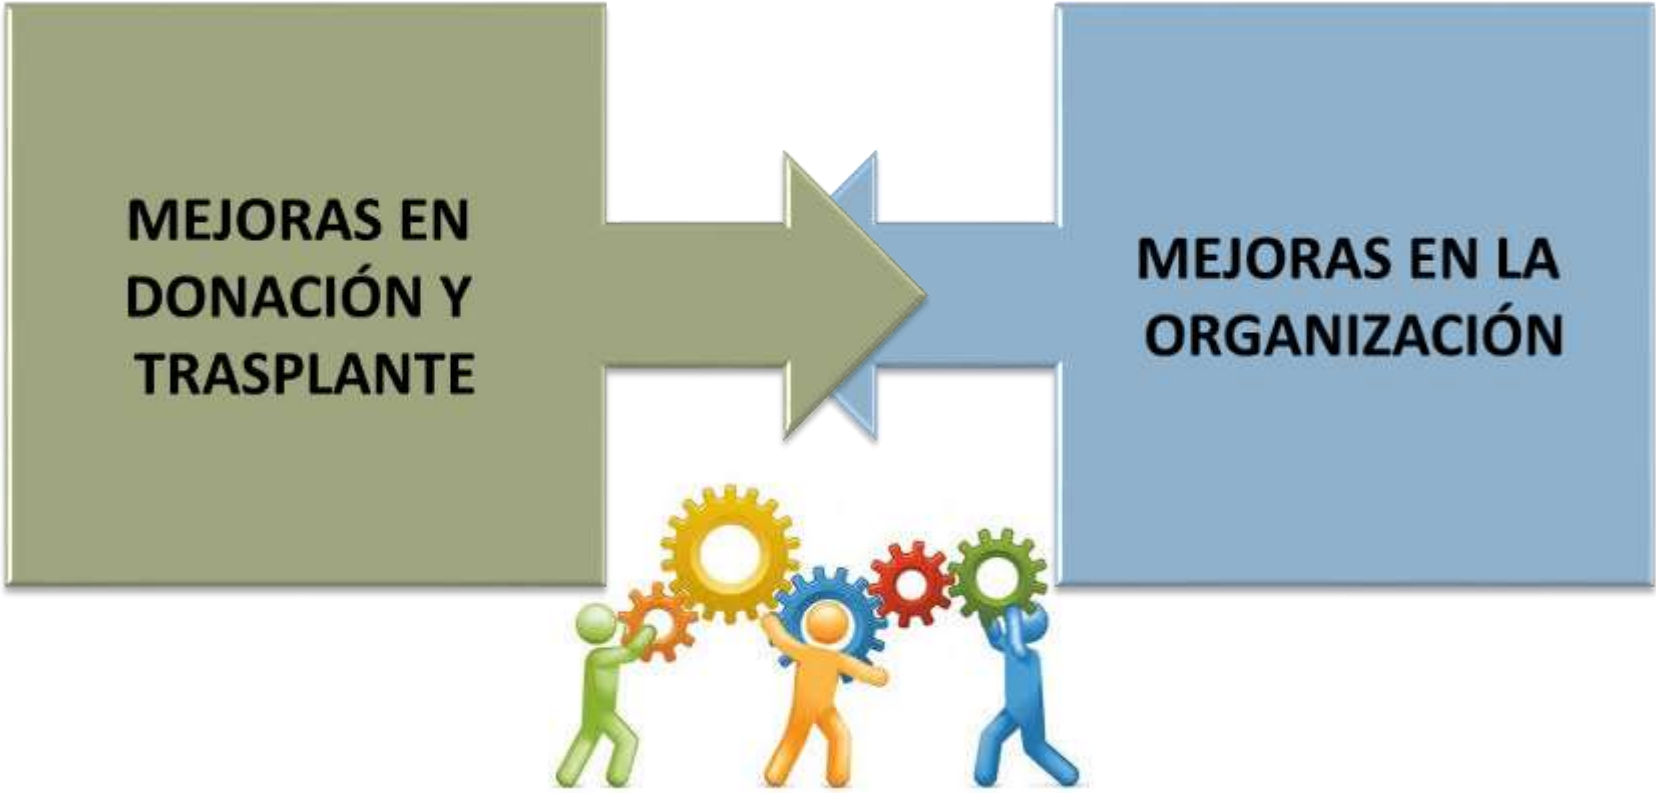 MEJORAS EN
DONACIÓN Y
TRASPLANTE
MEJORAS EN LA
ORGANIZACIÓN